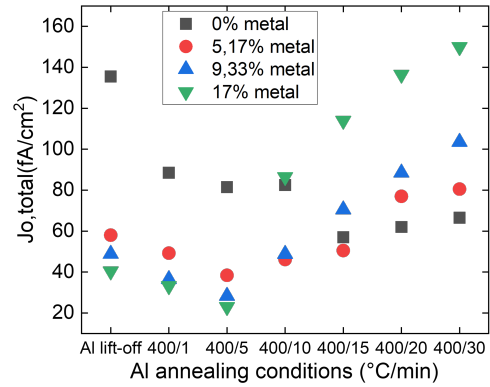 0% metal
5,17% metal
9,33% metal
17% metal
Jo,total(fA/cm²)
160
140
120
100
80
60
40
20
Al lift-off 400/1 400/5 400/10 400/15 400/20 400/30
Al annealing conditions (°C/min)